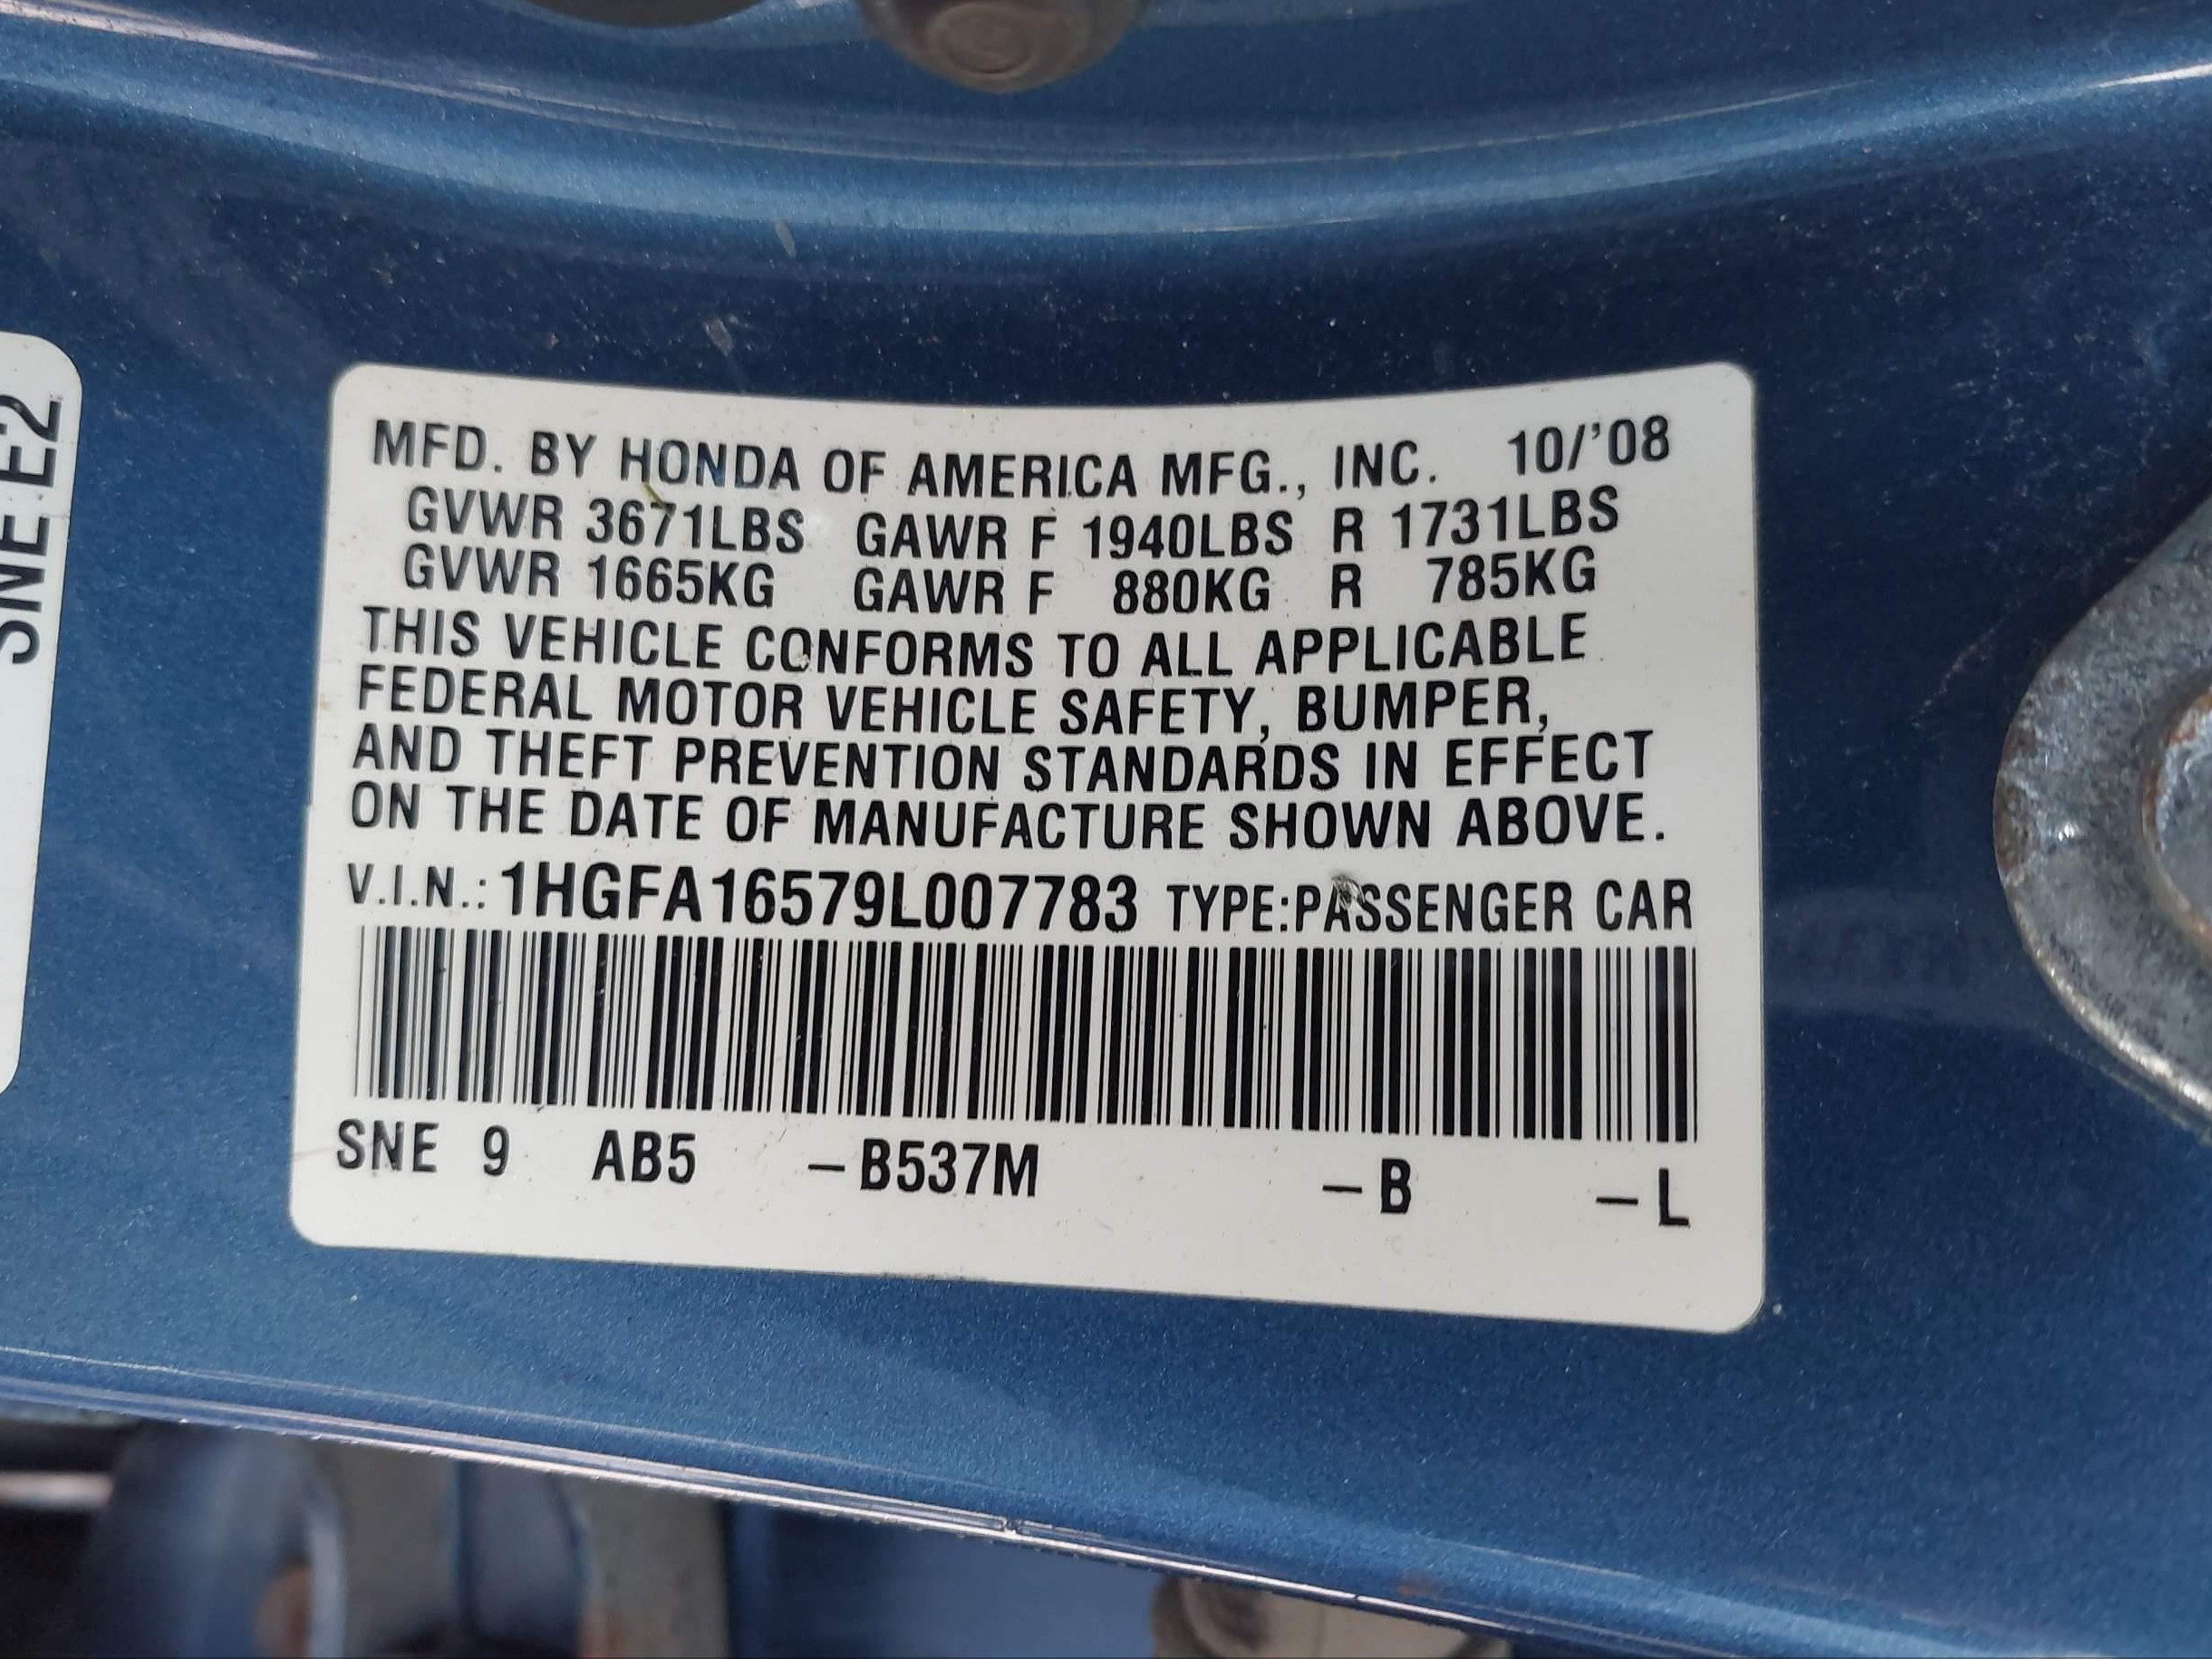 SNE E2
MFD. BY HONDA OF AMERICA MFG., INC. 10/'08
GVWR 3671LBS GAWR F 1940LBS R 1731LBS
GVWR 1665KG GAWR F 880KG R 785KG
THIS VEHICLE CONFORMS TO ALL APPLICABLE
FEDERAL MOTOR VEHICLE SAFETY, BUMPER,
AND THEFT PREVENTION STANDARDS IN EFFECT
ON THE DATE OF MANUFACTURE SHOWN ABOVE.
V.I.N.: 1HGFA16579L007783 TYPE:PASSENGER CAR
SNE 9 AB5 –B537M –B –L